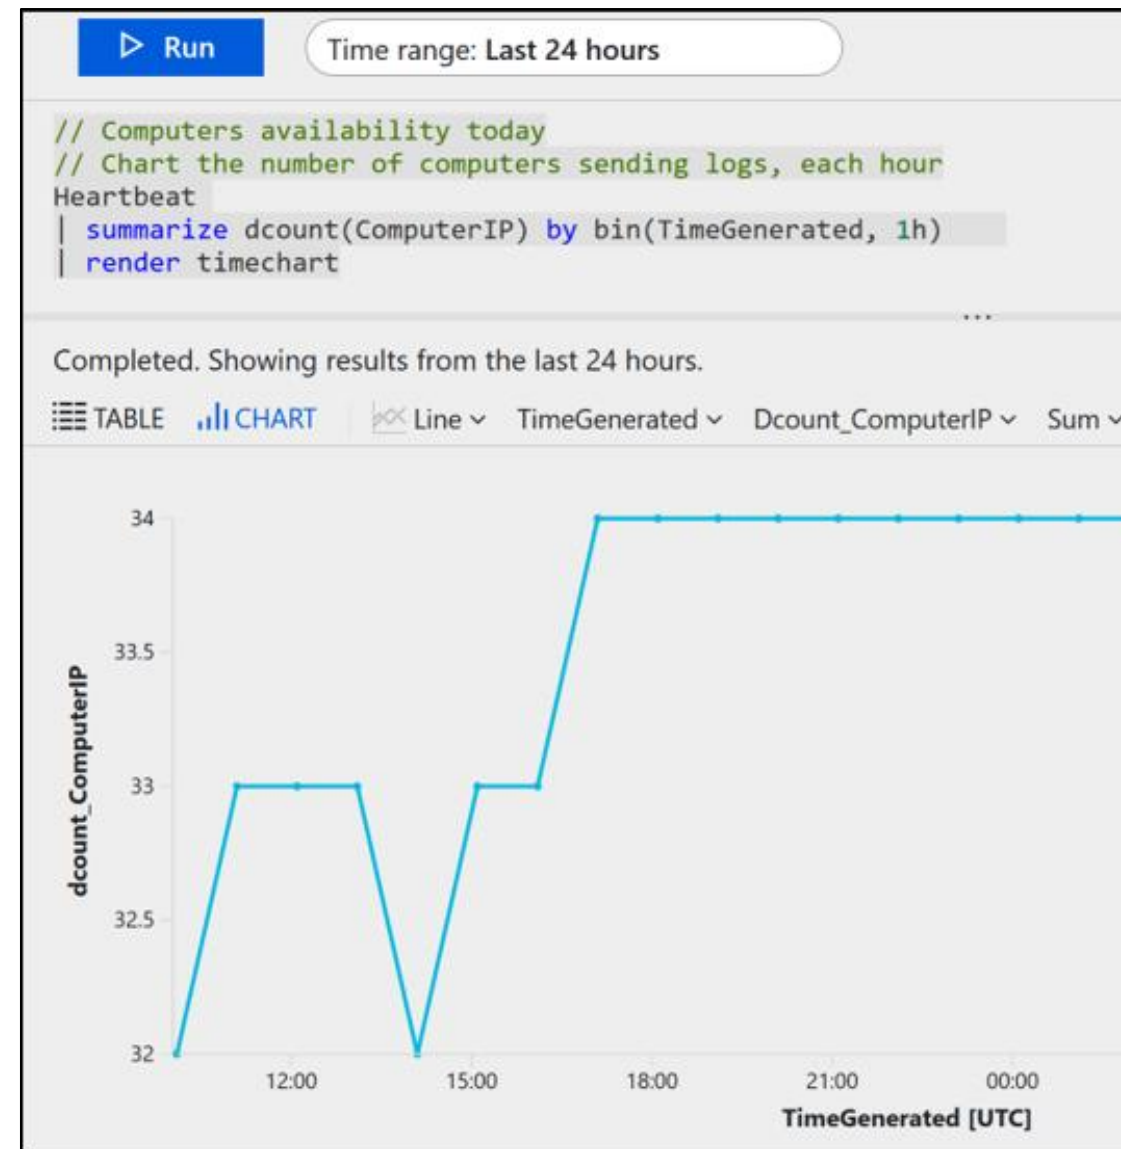 Run Time range: Last 24 hours
// Computers availability today
// Chart the number of computers sending logs, each hour
Heartbeat
| summarize dcount(ComputerIP) by bin(TimeGenerated, 1h)
| render timechart
...
Completed. Showing results from the last 24 hours.
TABLE CHART Line TimeGenerated Dcount_ComputerIP Sum
34
33.5
33
32.5
32
dcount_ComputerIP
12:00 15:00 18:00 21:00 00:00
TimeGenerated [UTC]